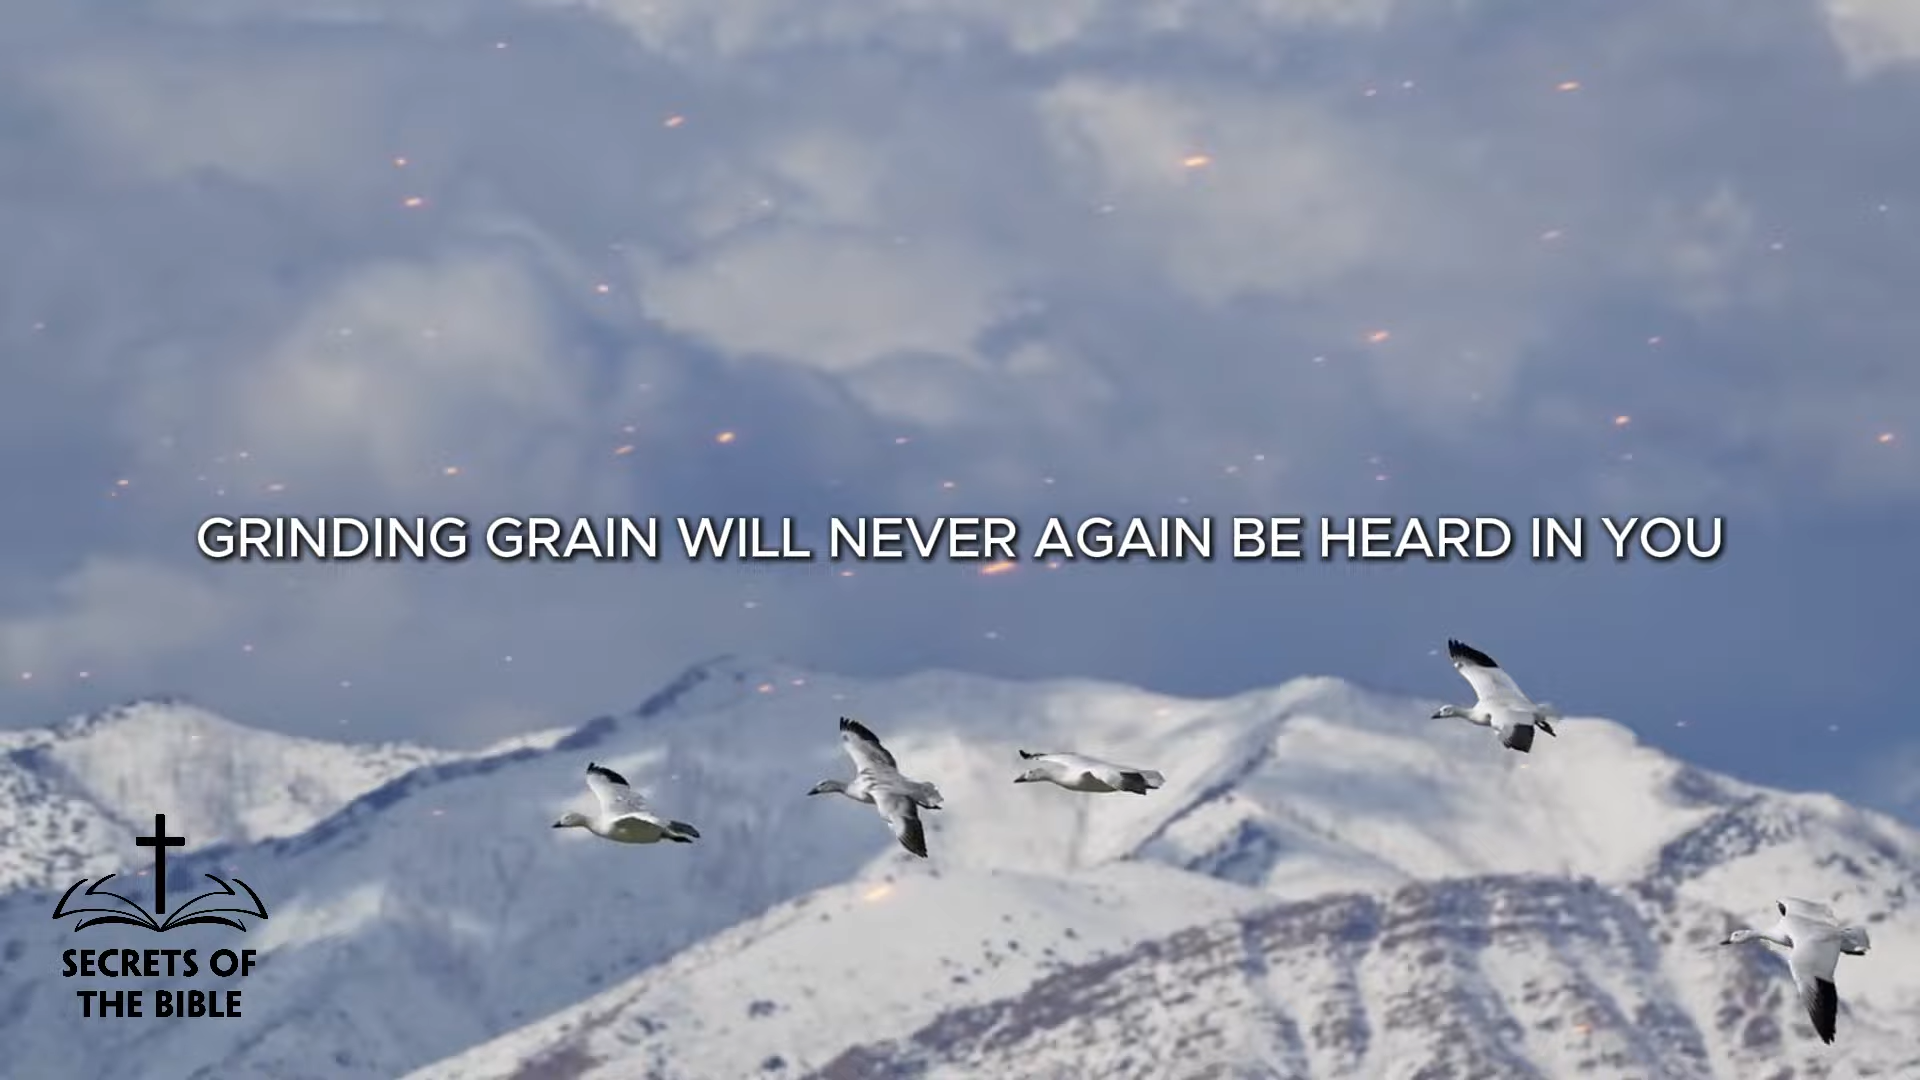 GRINDING GRAIN WILL NEVER AGAIN BE HEARD IN YOU
SECRETS OF
THE BIBLE